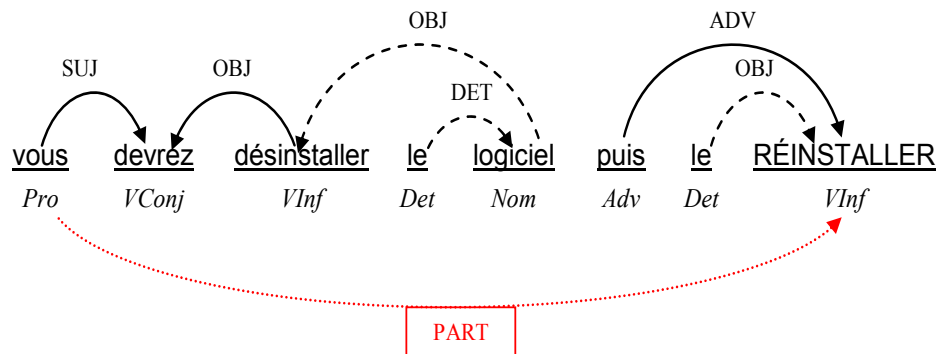 OBJ ADV
SUJ OBJ DET OBJ
vous devrez désinstaller le logiciel puis le RÉINSTALLER
Pro VConj VInf Det Nom Adv Det VInf
PART